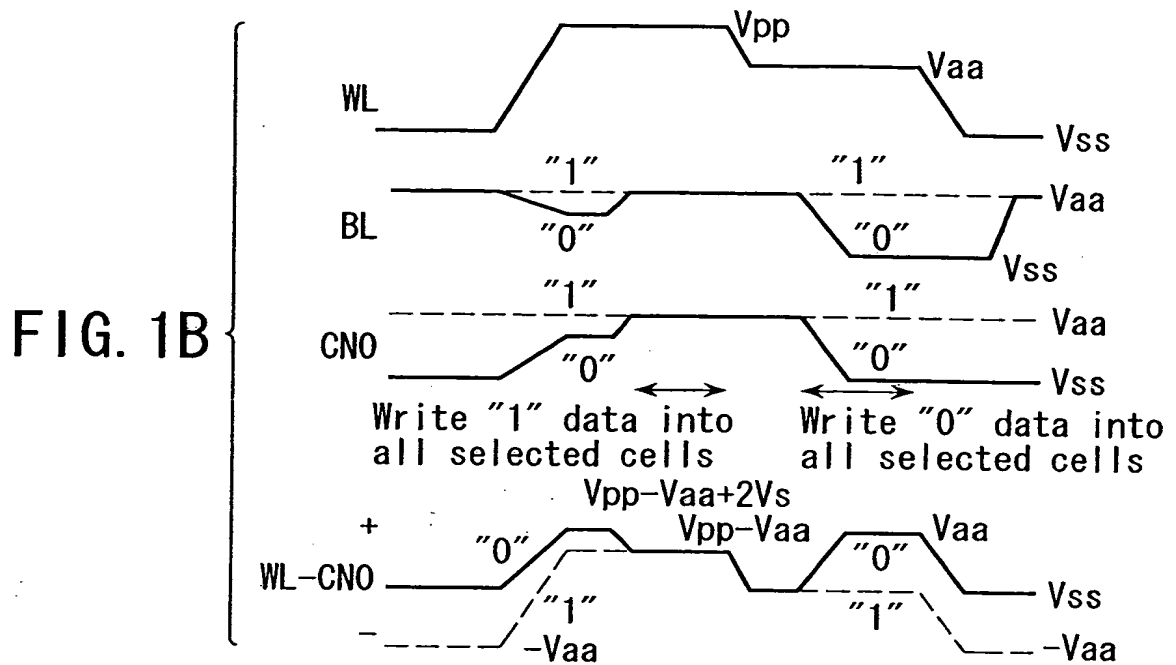 Vpp
Vaa
WL
Vss
"1"
"1"
Vaa
BL
"0"
"0"
Vss
"1"
"1"
Vaa
FIG. 1B
CNO
"0"
"0"
Vss
Write "1" data into
all selected cells
Write "0" data into
all selected cells
Vpp-Vaa+2Vs
+
"0"
Vpp-Vaa
"0"
Vaa
WL-CNO
Vss
-
"1"
-Vaa
"1"
-Vaa